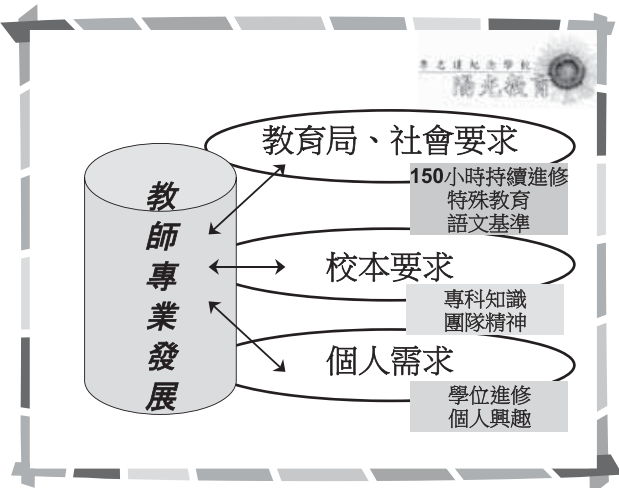 陽光教育
教育局、社會要求
150小時持續進修
特殊教育
語文基準
教師專業發展
校本要求
專科知識
團隊精神
個人需求
學位進修
個人興趣